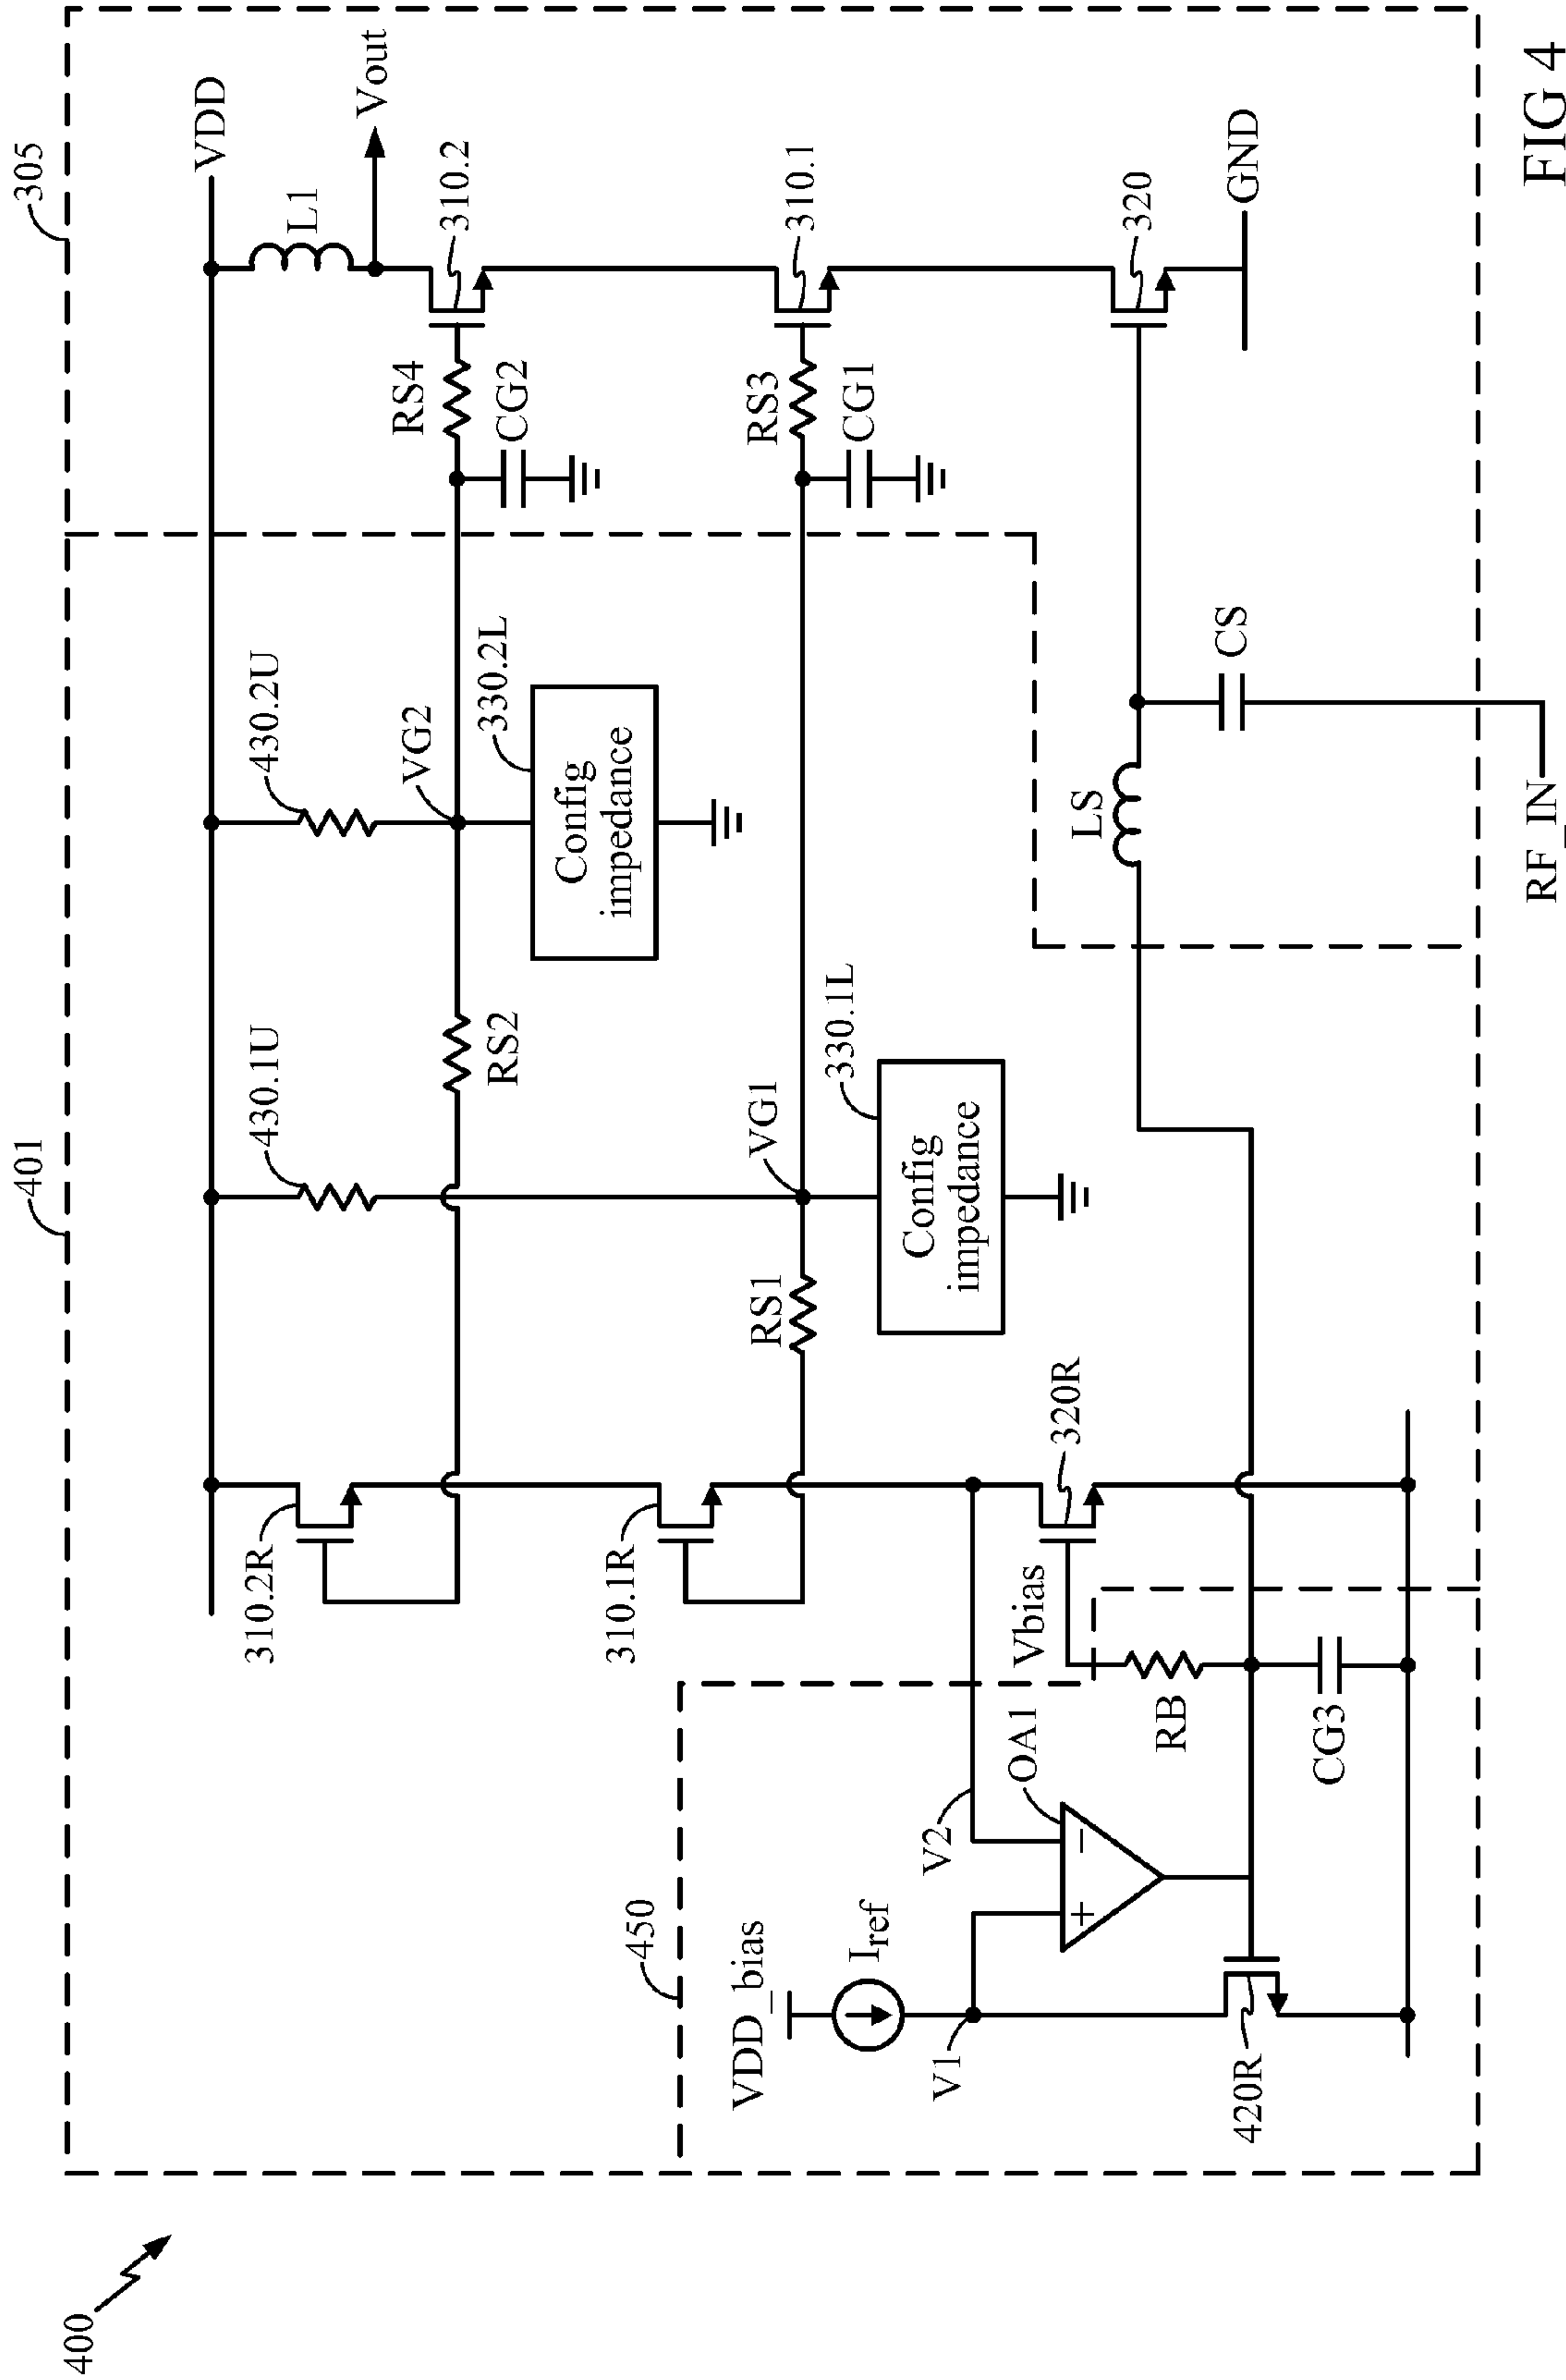 400
401
305
VDD
L1
Vout
430.1U
430.2U
310.2R
VG2
RS4
310.2
RS2
330.2L
Config
impedance
CG2
310.1R
RS1
VG1
RS3
310.1
330.1L
Config
impedance
CG1
450
VDD_bias
Iref
V1
V2
OA1
Vbias
320R
LS
320
RB
CS
420R
CG3
GND
RF_IN
FIG 4
+
−